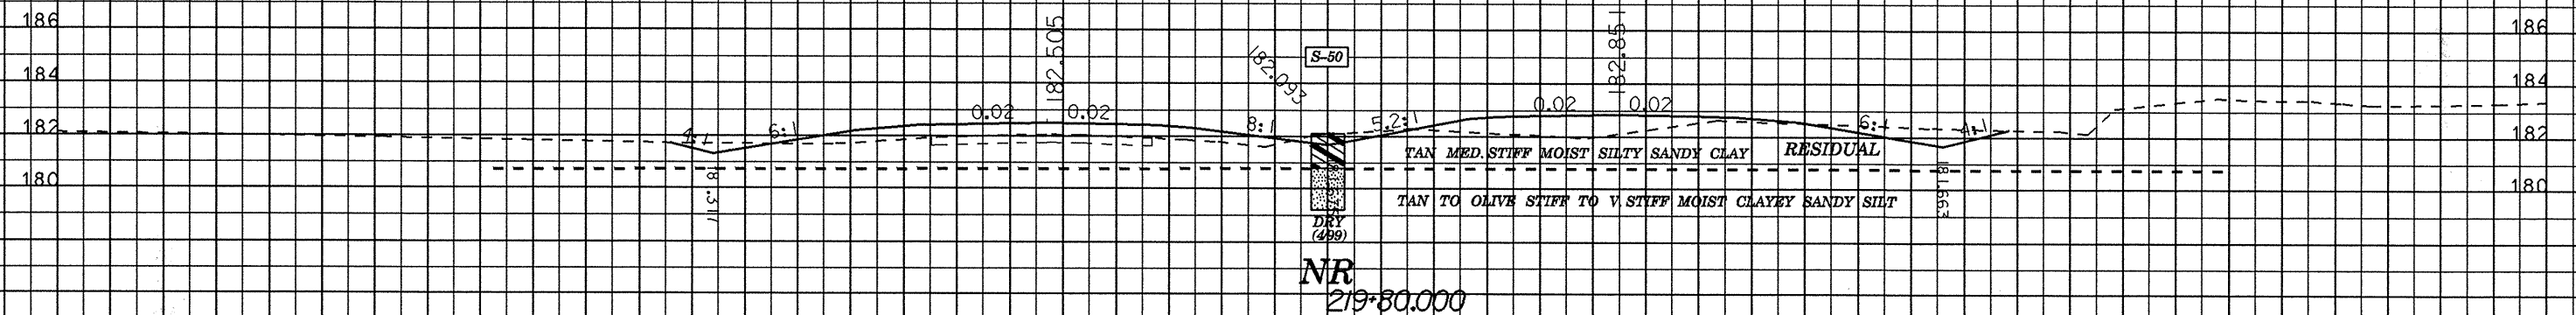 186 182.505 182.851 186
S-50
184 182.093 184
0.02 0.02 0.02 0.02
182 4:1 6:1 8:1 5.2:1 6:1 4:1 182
TAN MED. STIFF MOIST SILTY SANDY CLAY RESIDUAL
180 181.317 181.663 180
TAN TO OLIVE STIFF TO V. STIFF MOIST CLAYEY SANDY SILT
DRY
(4/99)
NR
219+80.000